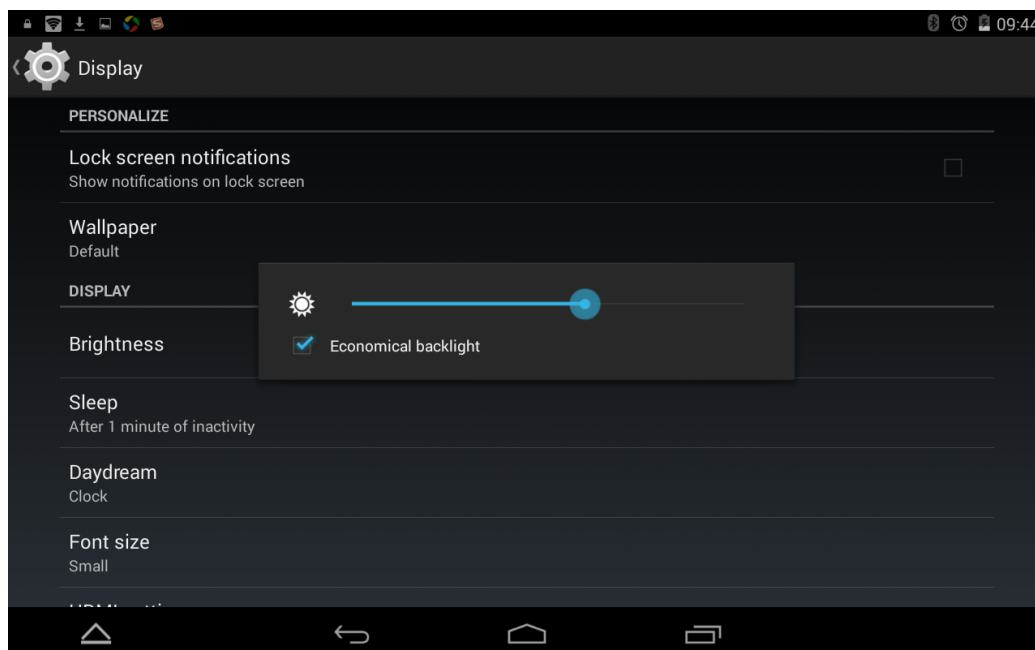 09:44
Display
PERSONALIZE
Lock screen notifications
Show notifications on lock screen
Wallpaper
Default
DISPLAY
Brightness
Economical backlight
Sleep
After 1 minute of inactivity
Daydream
Clock
Font size
Small